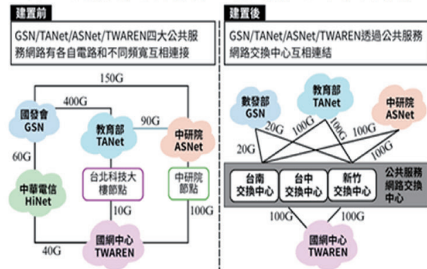 建置前
GSN/TANet/ASNet/TWAREN四大公共服
務網路有各自電路和不同頻寬互相連接
150G
400G
國發會
GSN
教育部
TANet
90G
中研院
ASNet
60G
台北科技大
樓節點
中研院
節點
中華電信
HiNet
10G
100G
40G
國網中心
TWAREN
建置後
GSN/TANet/ASNet/TWAREN透過公共服務
網路交換中心互相連結
數發部
GSN
教育部
TANet
中研院
ASNet
20G
100G
100G
100G
20G
100G
台南
交換中心
台中
交換中心
新竹
交換中心
公共服務
網路交換
中心
100G
100G
國網中心
TWAREN